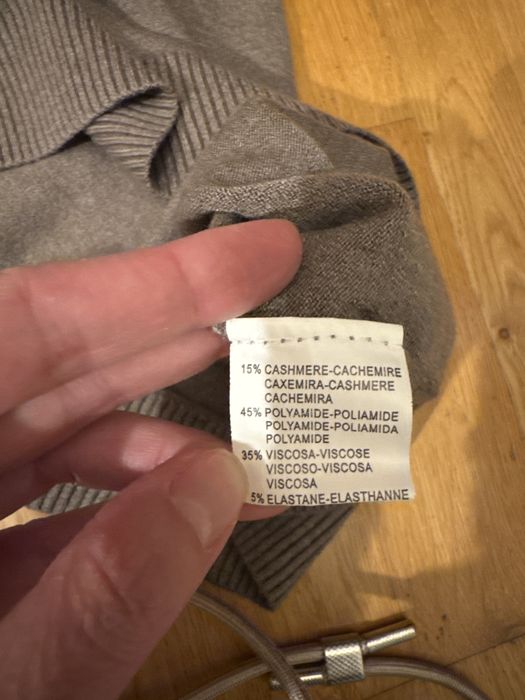 15% CASHMERE-CACHEMIRE
CAXEMIRA-CASHMERE
CACHEMIRA
45% POLYAMIDE-POLIAMIDE
POLYAMIDE-POLIAMIDA
POLYAMIDE
35% VISCOSA-VISCOSE
VISCOSO-VISCOSA
VISCOSA
5% ELASTANE-ELASTHANNE